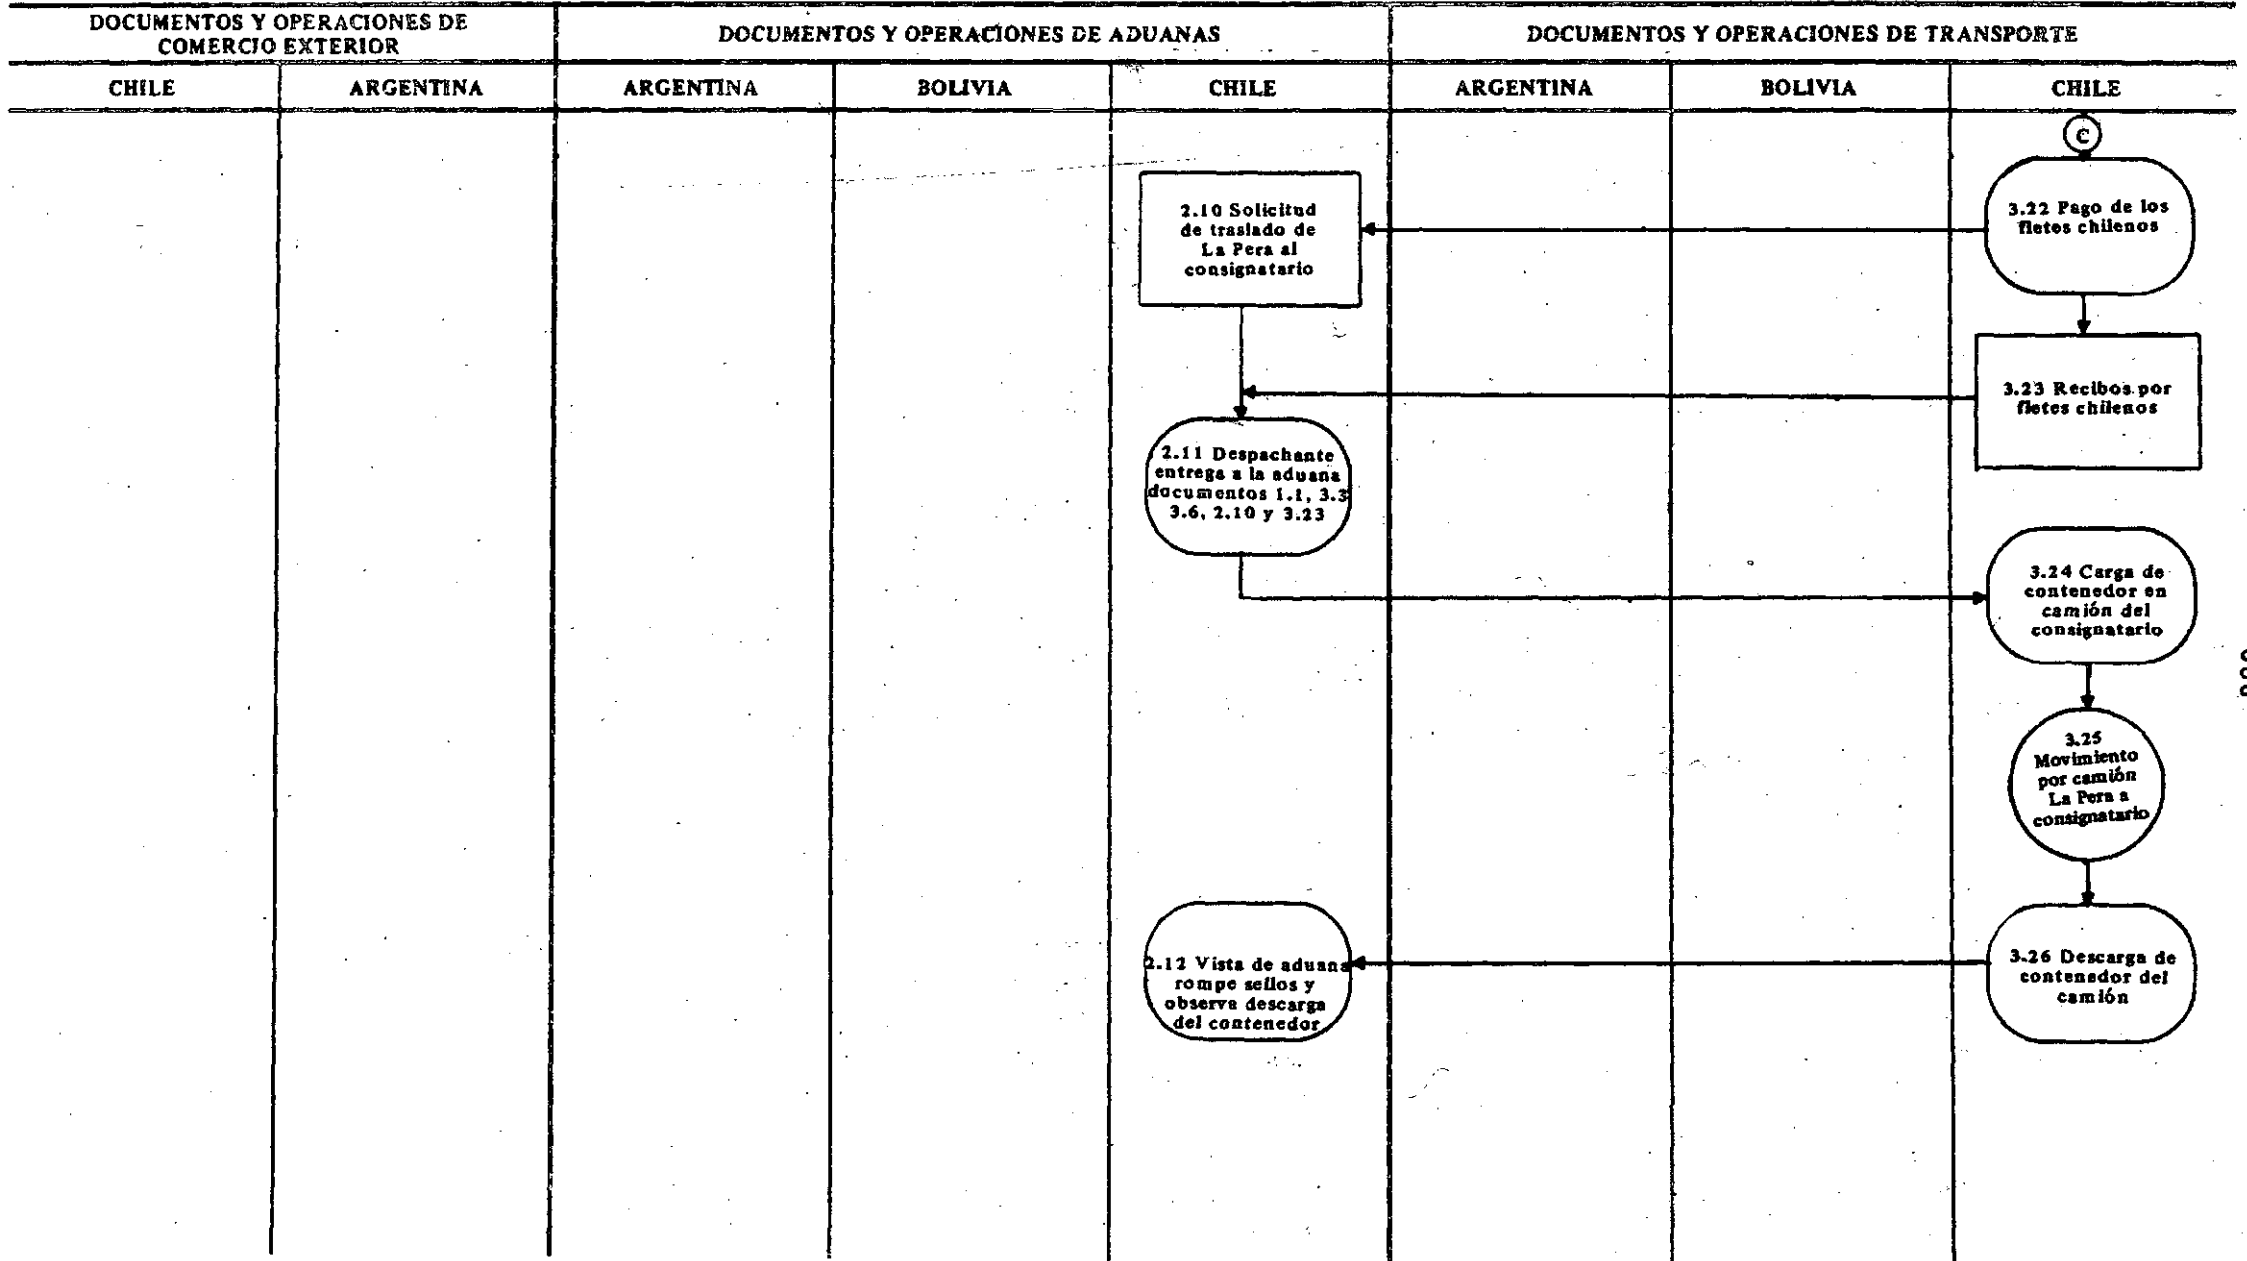 DOCUMENTOS Y OPERACIONES DE
COMERCIO EXTERIOR
DOCUMENTOS Y OPERACIONES DE ADUANAS
DOCUMENTOS Y OPERACIONES DE TRANSPORTE
CHILE
ARGENTINA
ARGENTINA
BOLIVIA
CHILE
ARGENTINA
BOLIVIA
CHILE
C
3.22 Pago de los
fletes chilenos
2.10 Solicitud
de traslado de
La Pera al
consignatario
3.23 Recibos por
fletes chilenos
2.11 Despachante
entrega a la aduana
documentos 1.1, 3.3
3.6, 2.10 y 3.23
3.24 Carga de
contenedor en
camión del
consignatario
3.25
Movimiento
por camión
La Pera a
consignatario
3.26 Descarga de
contenedor del
camión
2.12 Vista de aduana
rompe sellos y
observa descarga
del contenedor